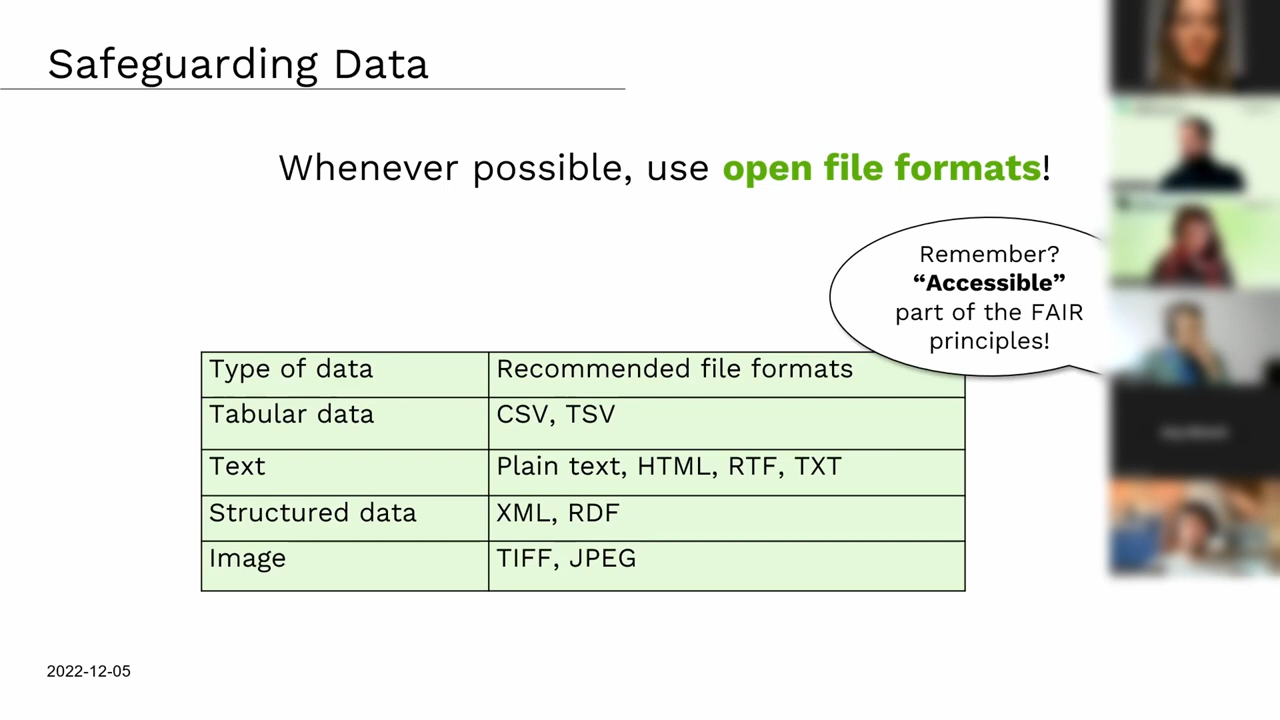 Safeguarding Data
Whenever possible, use open file formats!
Remember?
“Accessible”
part of the FAIR
principles!
Type of data Recommended file formats
Tabular data CSV, TSV
Text Plain text, HTML, RTF, TXT
Structured data XML, RDF
Image TIFF, JPEG
2022-12-05